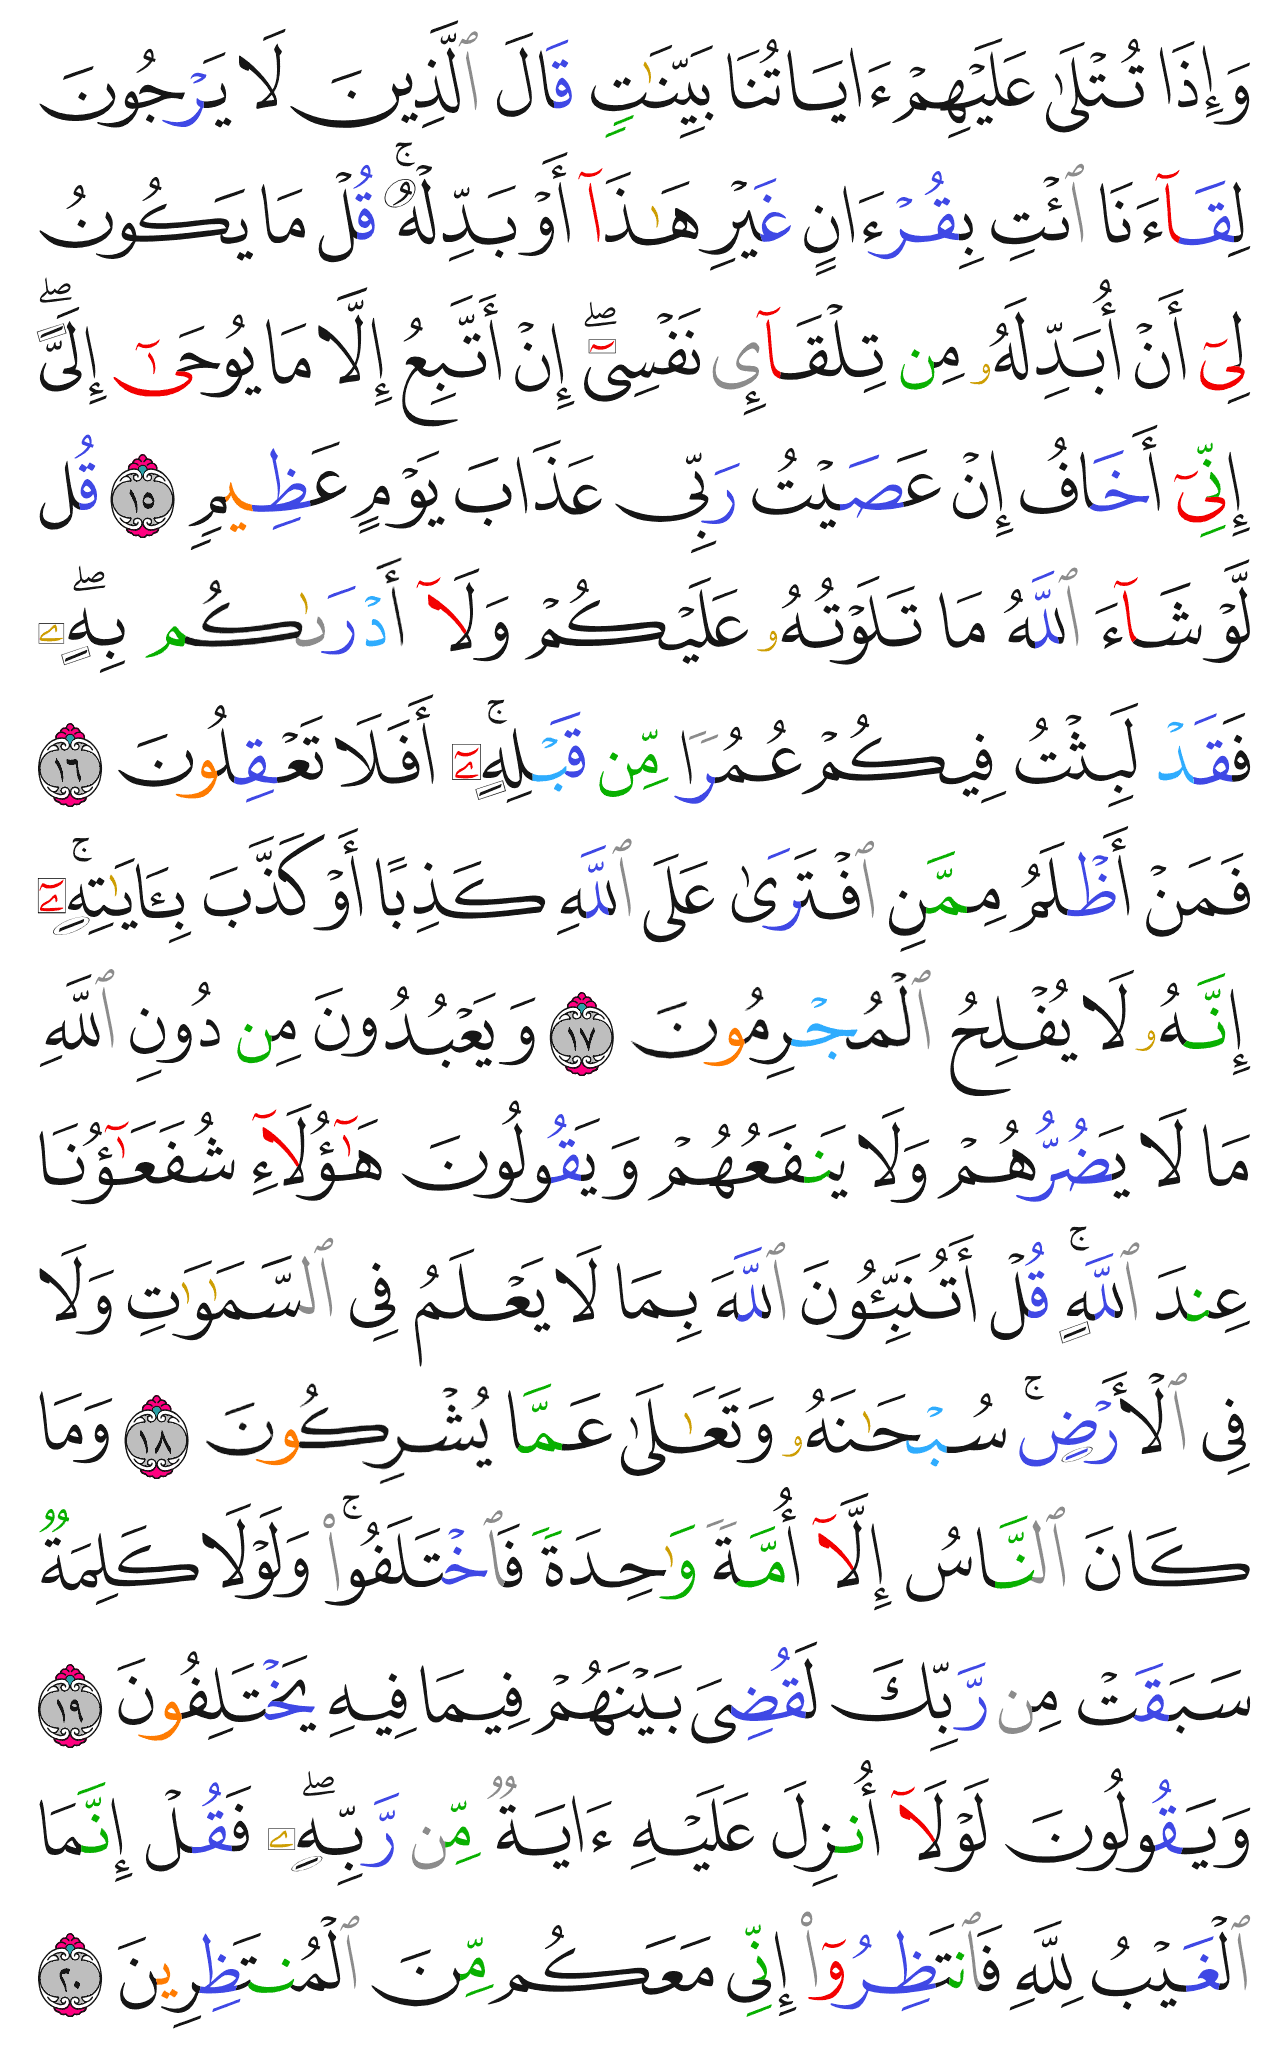 وَإِذَا تُتْلَىٰ عَلَيْهِمْ ءَايَاتُنَا بَيِّنَٰتٍ قَالَ ٱلَّذِينَ لَا يَرْجُونَ
لِقَآءَنَا ٱئْتِ بِقُرْءَانٍ غَيْرِ هَٰذَآ أَوْ بَدِّلْهُ ۚ قُلْ مَا يَكُونُ
لِىٓ أَنْ أُبَدِّلَهُۥ مِن تِلْقَآئِ نَفْسِىٓ ۖ إِنْ أَتَّبِعُ إِلَّا مَا يُوحَىٰٓ إِلَىَّ ۖ
إِنِّىٓ أَخَافُ إِنْ عَصَيْتُ رَبِّى عَذَابَ يَوْمٍ عَظِيمٍ ١٥ قُل
لَّوْ شَآءَ ٱللَّهُ مَا تَلَوْتُهُۥ عَلَيْكُمْ وَلَآ أَدْرَىٰكُم بِهِۦ ۖ
فَقَدْ لَبِثْتُ فِيكُمْ عُمُرًا مِّن قَبْلِهِۦٓ ۚ أَفَلَا تَعْقِلُونَ ١٦
فَمَنْ أَظْلَمُ مِمَّنِ ٱفْتَرَىٰ عَلَى ٱللَّهِ كَذِبًا أَوْ كَذَّبَ بِـَٔايَٰتِهِۦٓ ۚ
إِنَّهُۥ لَا يُفْلِحُ ٱلْمُجْرِمُونَ ١٧ وَيَعْبُدُونَ مِن دُونِ ٱللَّهِ
مَا لَا يَضُرُّهُمْ وَلَا يَنفَعُهُمْ وَيَقُولُونَ هَٰٓؤُلَآءِ شُفَعَٰٓؤُنَا
عِندَ ٱللَّهِ ۚ قُلْ أَتُنَبِّـُٔونَ ٱللَّهَ بِمَا لَا يَعْلَمُ فِى ٱلسَّمَٰوَٰتِ وَلَا
فِى ٱلْأَرْضِ ۚ سُبْحَٰنَهُۥ وَتَعَٰلَىٰ عَمَّا يُشْرِكُونَ ١٨ وَمَا
كَانَ ٱلنَّاسُ إِلَّآ أُمَّةً وَٰحِدَةً فَٱخْتَلَفُوا۟ ۚ وَلَوْلَا كَلِمَةٌ
سَبَقَتْ مِن رَّبِّكَ لَقُضِىَ بَيْنَهُمْ فِيمَا فِيهِ يَخْتَلِفُونَ ١٩
وَيَقُولُونَ لَوْلَآ أُنزِلَ عَلَيْهِ ءَايَةٌ مِّن رَّبِّهِۦ ۖ فَقُلْ إِنَّمَا
ٱلْغَيْبُ لِلَّهِ فَٱنتَظِرُوٓا۟ إِنِّى مَعَكُم مِّنَ ٱلْمُنتَظِرِينَ ٢٠